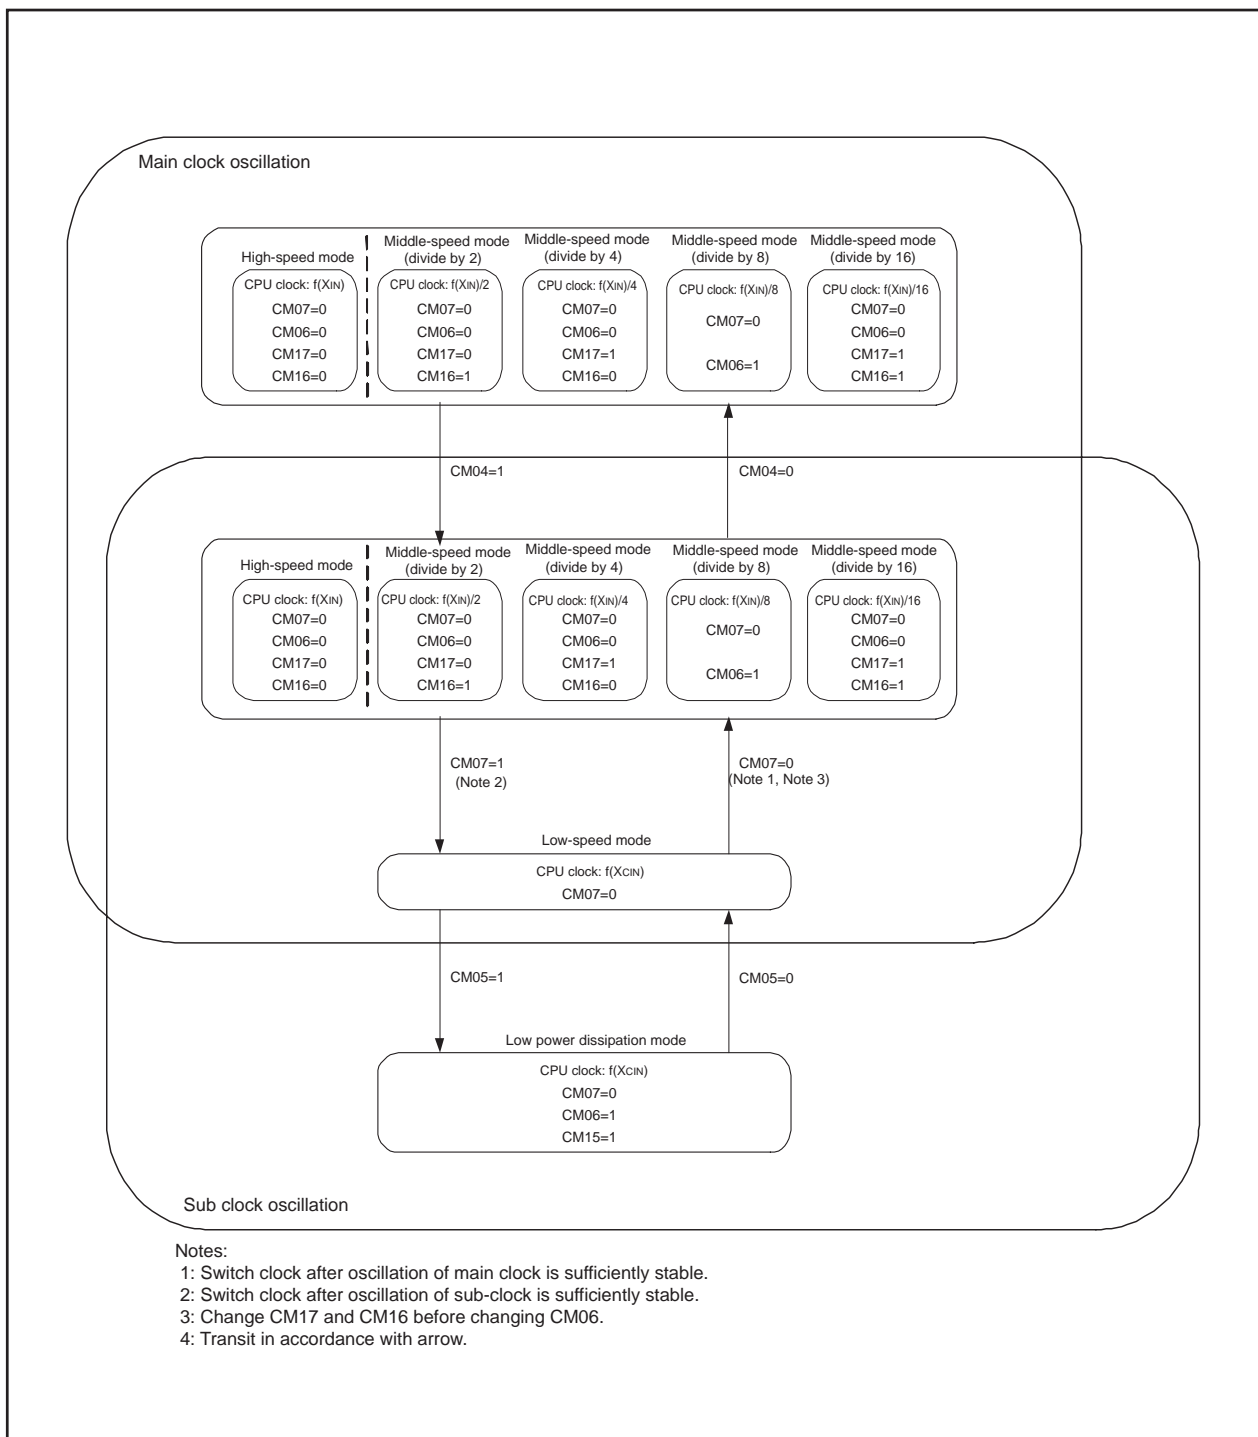 Main clock oscillation
High-speed mode
CPU clock: f(XIN)
CM07=0
CM06=0
CM17=0
CM16=0
Middle-speed mode
(divide by 2)
CPU clock: f(XIN)/2
CM07=0
CM06=0
CM17=0
CM16=1
Middle-speed mode
(divide by 4)
CPU clock: f(XIN)/4
CM07=0
CM06=0
CM17=1
CM16=0
Middle-speed mode
(divide by 8)
CPU clock: f(XIN)/8
CM07=0
CM06=1
Middle-speed mode
(divide by 16)
CPU clock: f(XIN)/16
CM07=0
CM06=0
CM17=1
CM16=1
CM04=1
CM04=0
High-speed mode
CPU clock: f(XIN)
CM07=0
CM06=0
CM17=0
CM16=0
Middle-speed mode
(divide by 2)
CPU clock: f(XIN)/2
CM07=0
CM06=0
CM17=0
CM16=1
Middle-speed mode
(divide by 4)
CPU clock: f(XIN)/4
CM07=0
CM06=0
CM17=1
CM16=0
Middle-speed mode
(divide by 8)
CPU clock: f(XIN)/8
CM07=0
CM06=1
Middle-speed mode
(divide by 16)
CPU clock: f(XIN)/16
CM07=0
CM06=0
CM17=1
CM16=1
CM07=1
(Note 2)
CM07=0
(Note 1, Note 3)
Low-speed mode
CPU clock: f(XCIN)
CM07=0
CM05=1
CM05=0
Low power dissipation mode
CPU clock: f(XCIN)
CM07=0
CM06=1
CM15=1
Sub clock oscillation
Notes:
1: Switch clock after oscillation of main clock is sufficiently stable.
2: Switch clock after oscillation of sub-clock is sufficiently stable.
3: Change CM17 and CM16 before changing CM06.
4: Transit in accordance with arrow.